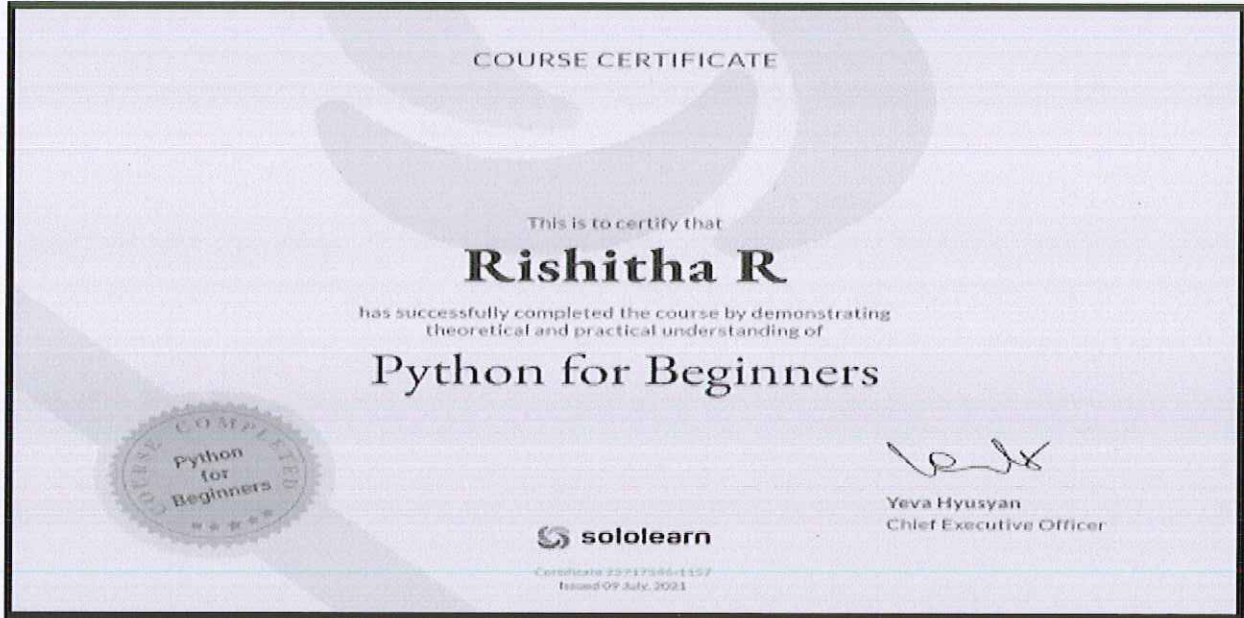 COURSE CERTIFICATE
This is to certify that
Rishitha R
has successfully completed the course by demonstrating
theoretical and practical understanding of
Python for Beginners
COURSE COMPLETED
Python
for
Beginners
Yeva Hyusyan
Chief Executive Officer
sololearn
Certificate
Issued 09 July, 2021